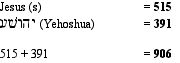 Jesus (s) = 515
יהושע (Yehoshua) = 391
515 + 391 = 906